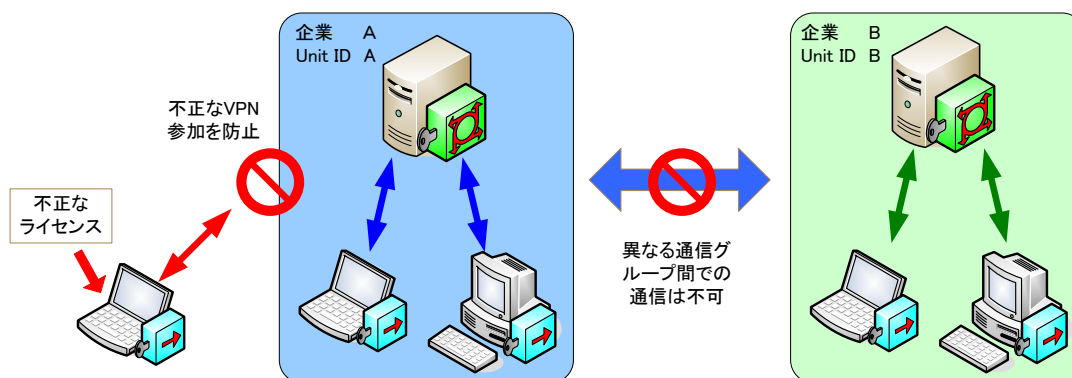 企業 A
Unit ID A
企業 B
Unit ID B
不正なVPN
参加を防止
不正な
ライセンス
異なる通信グ
ループ間での
通信は不可